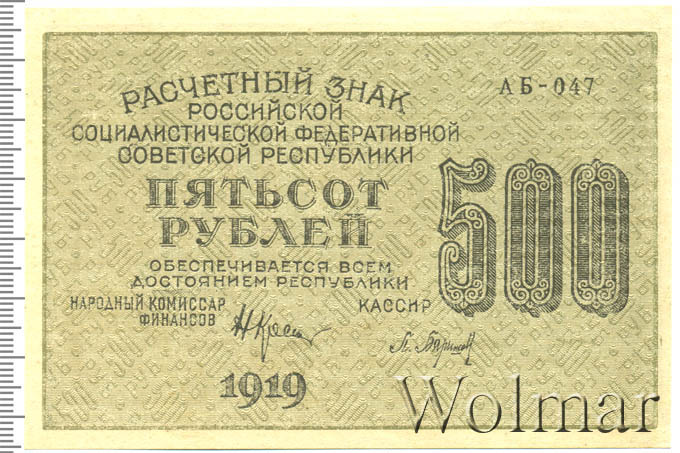 РАСЧЕТНЫЙ ЗНАК
АБ-047
РОССИЙСКОЙ
СОЦИАЛИСТИЧЕСКОЙ ФЕДЕРАТИВНОЙ
СОВЕТСКОЙ РЕСПУБЛИКИ
ПЯТЬСОТ
РУБЛЕЙ
500
ОБЕСПЕЧИВАЕТСЯ ВСЕМ
ДОСТОЯНИЕМ РЕСПУБЛИКИ
НАРОДНЫЙ КОМИССАР
ФИНАНСОВ
КАССИР
1919
Wolmar